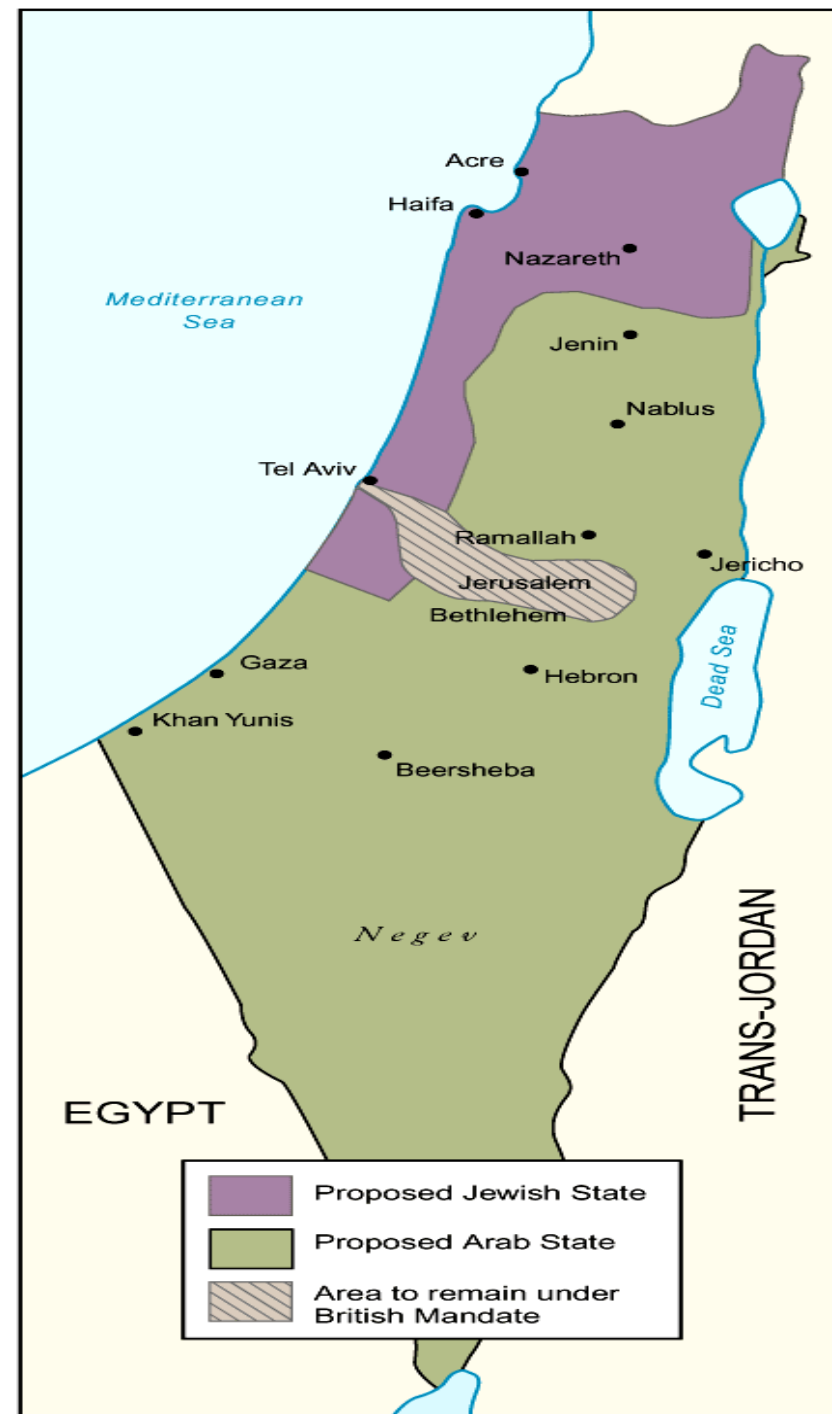 Acre
Haifa
Nazareth
Mediterranean
Sea
Jenin
Nablus
Tel Aviv
Ramallah
Jericho
Jerusalem
Bethlehem
Dead Sea
Gaza
Hebron
Khan Yunis
Beersheba
Negev
TRANS-JORDAN
EGYPT
Proposed Jewish State
Proposed Arab State
Area to remain under
British Mandate